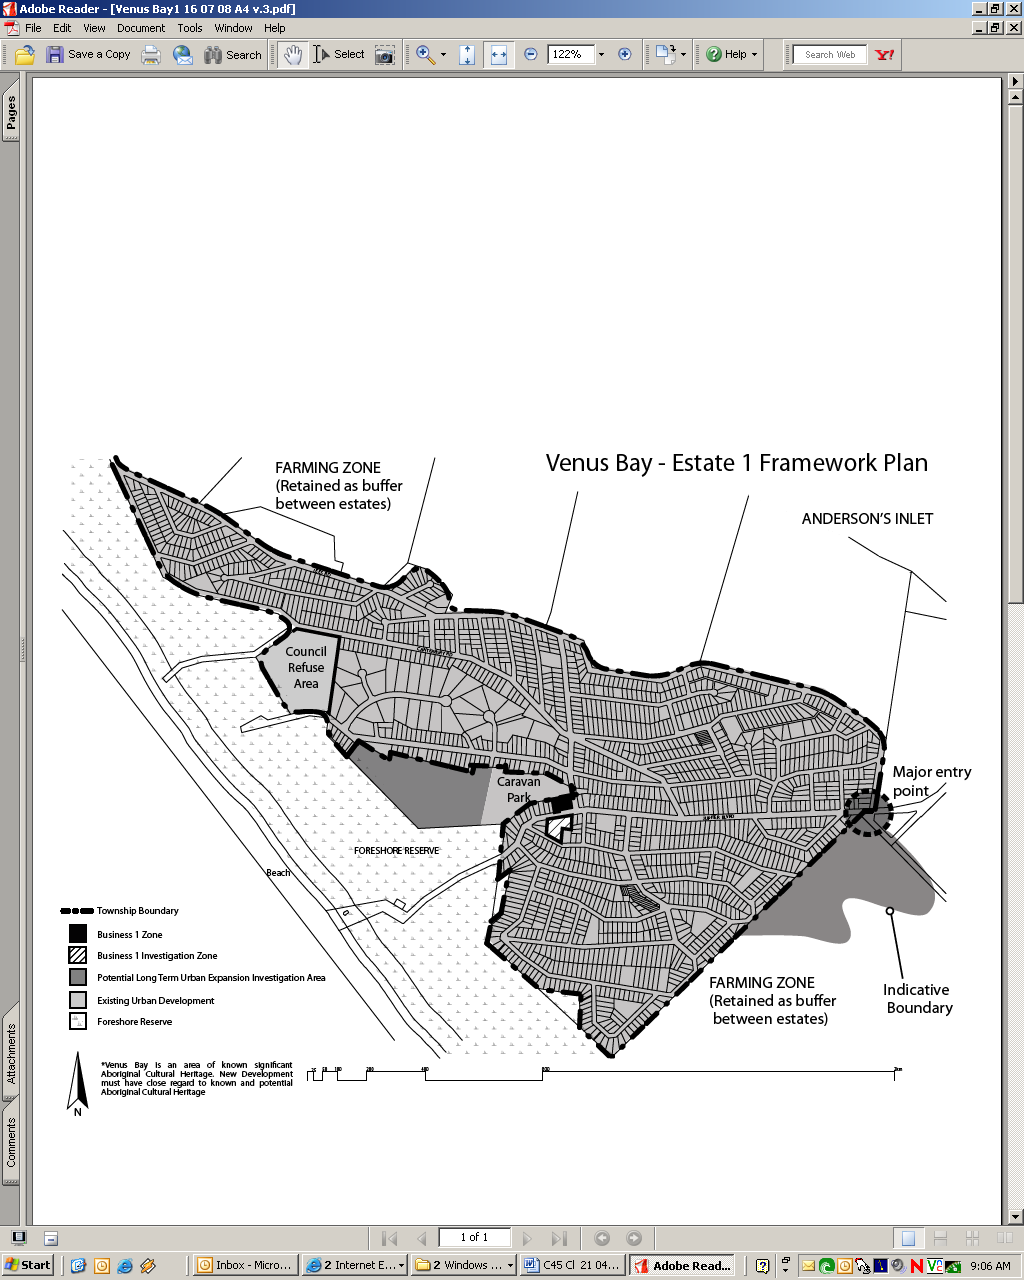 Adobe Reader - [Venus Bay1 16 07 08 A4 v.3.pdf]
File Edit View Document Tools Window Help
Save a Copy Search Select 122% Help Search Web Y!
Pages
Venus Bay - Estate 1 Framework Plan
FARMING ZONE
(Retained as buffer
between estates)
ANDERSON'S INLET
Council
Refuse
Area
Major entry
point
Caravan
Park
FORESHORE RESERVE
Beach
Township Boundary
Business 1 Zone
Business 1 Investigation Zone
Potential Long Term Urban Expansion Investigation Area
Existing Urban Development
Foreshore Reserve
FARMING ZONE
(Retained as buffer
between estates)
Indicative
Boundary
*Venus Bay is an area of known significant
Aboriginal Cultural Heritage. New Development
must have close regard to known and potential
Aboriginal Cultural Heritage
N
Attachments
Comments
1 of 1
Start Inbox - Micro... 2 Internet E... 2 Windows ... C45 Cl 21 04... Adobe Read... 9:06 AM